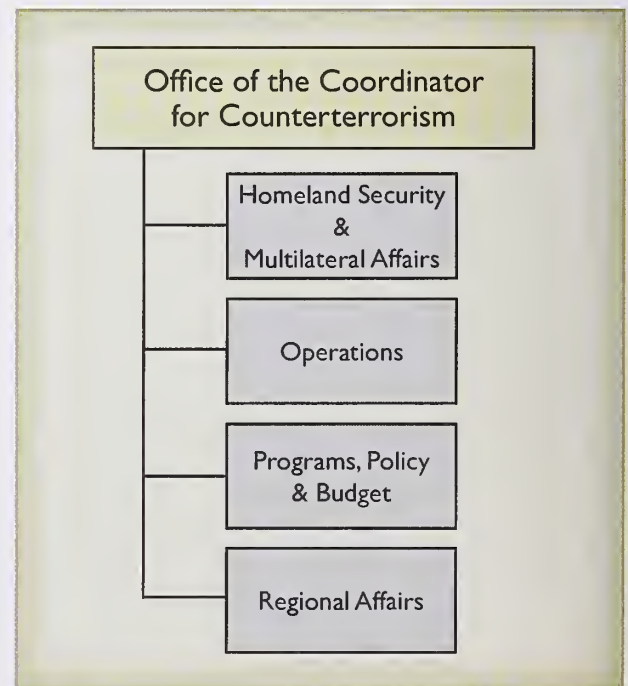 Office of the Coordinator
for Counterterrorism
Homeland Security
&
Multilateral Affairs
Operations
Programs, Policy
& Budget
Regional Affairs